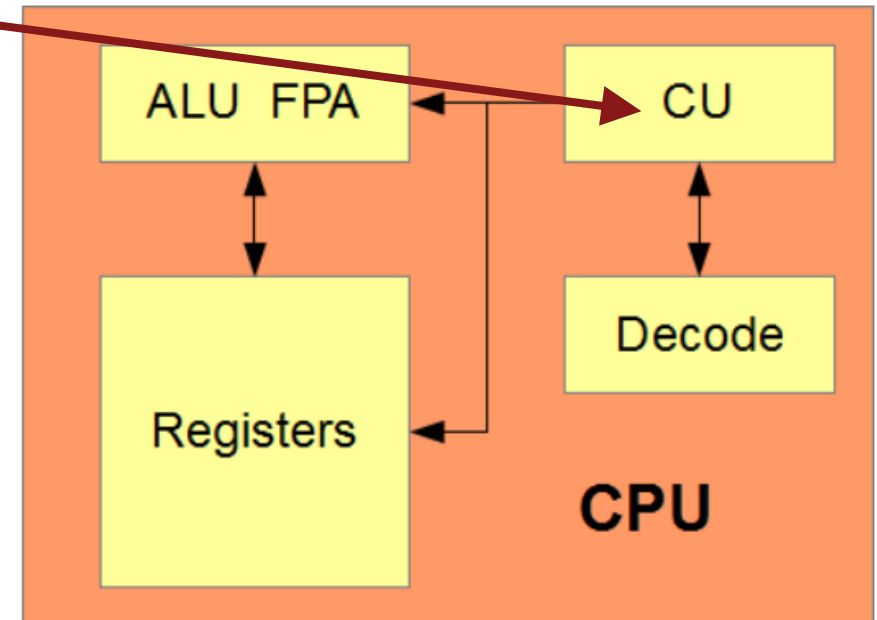 ALU FPA
CU
Decode
Registers
CPU